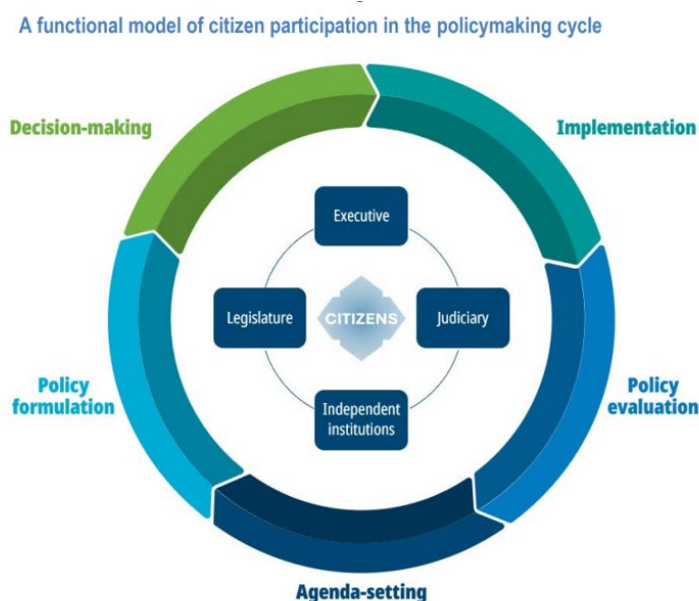 A functional model of citizen participation in the policymaking cycle
Decision-making
Implementation
Executive
Legislature
CITIZENS
Judiciary
Policy
formulation
Independent
institutions
Policy
evaluation
Agenda-setting